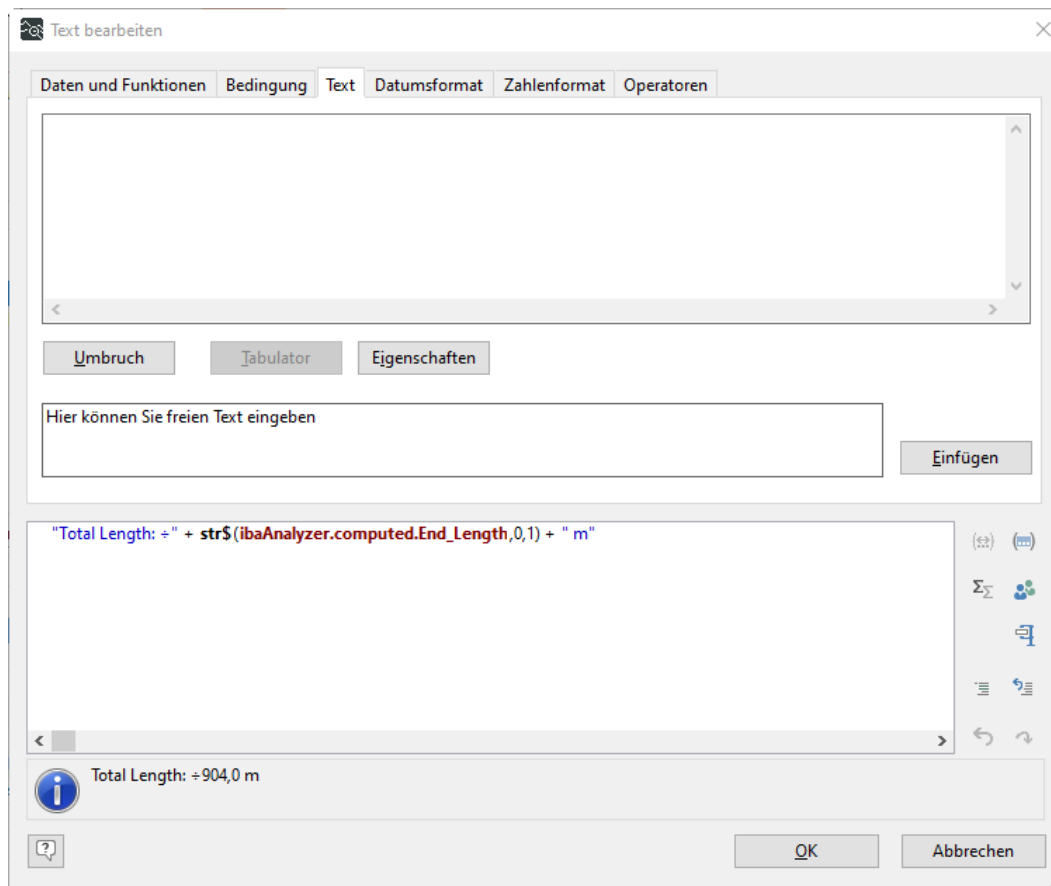 Text bearbeiten
Daten und Funktionen Bedingung Text Datumsformat Zahlenformat Operatoren
Umbruch Tabulator Eigenschaften
Hier können Sie freien Text eingeben
Einfügen
"Total Length: ÷" + str$(ibaAnalyzer.computed.End_Length,0,1) + " m"
Total Length: ÷904,0 m
OK Abbrechen